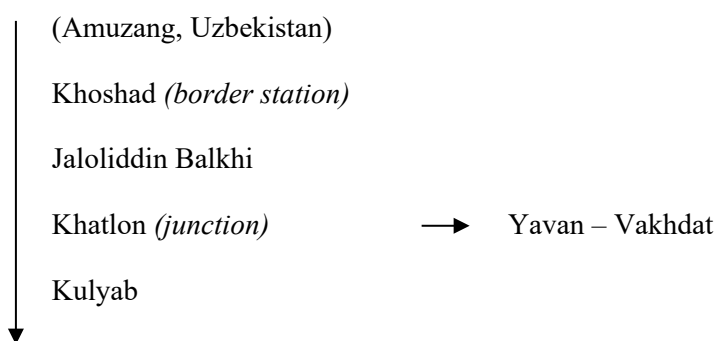 (Amuzang, Uzbekistan)
Khoshad (border station)
Jaloliddin Balkhi
Khatlon (junction) Yavan – Vakhdat
Kulyab